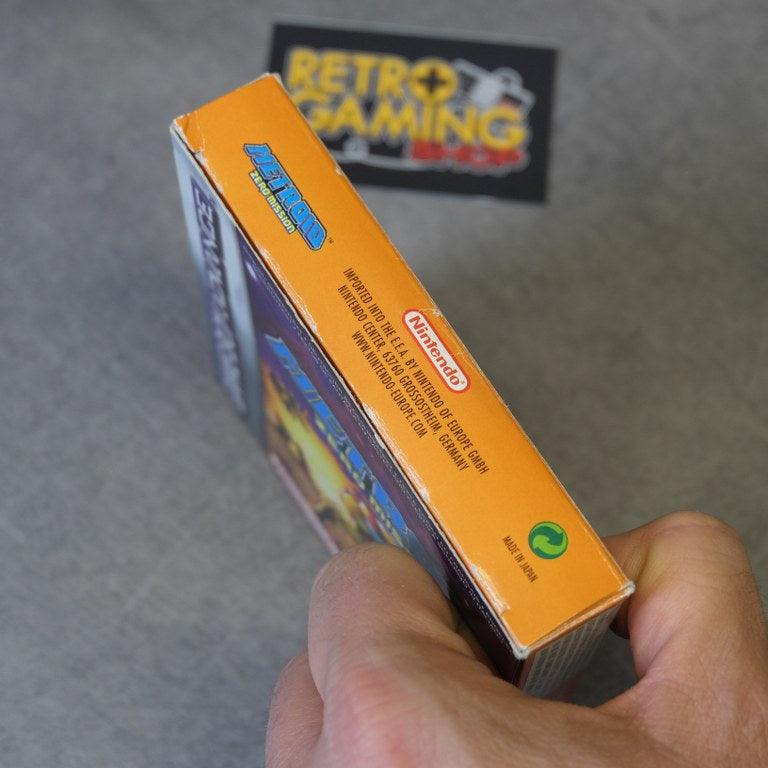 RETRO
GAMING
SHOP
METROID™
ZERO MISSION
Nintendo®
IMPORTED INTO THE E.E.A. BY NINTENDO OF EUROPE GMBH
NINTENDO CENTER, 63760 GROSSOSTHEIM, GERMANY
WWW.NINTENDO-EUROPE.COM
MADE IN JAPAN